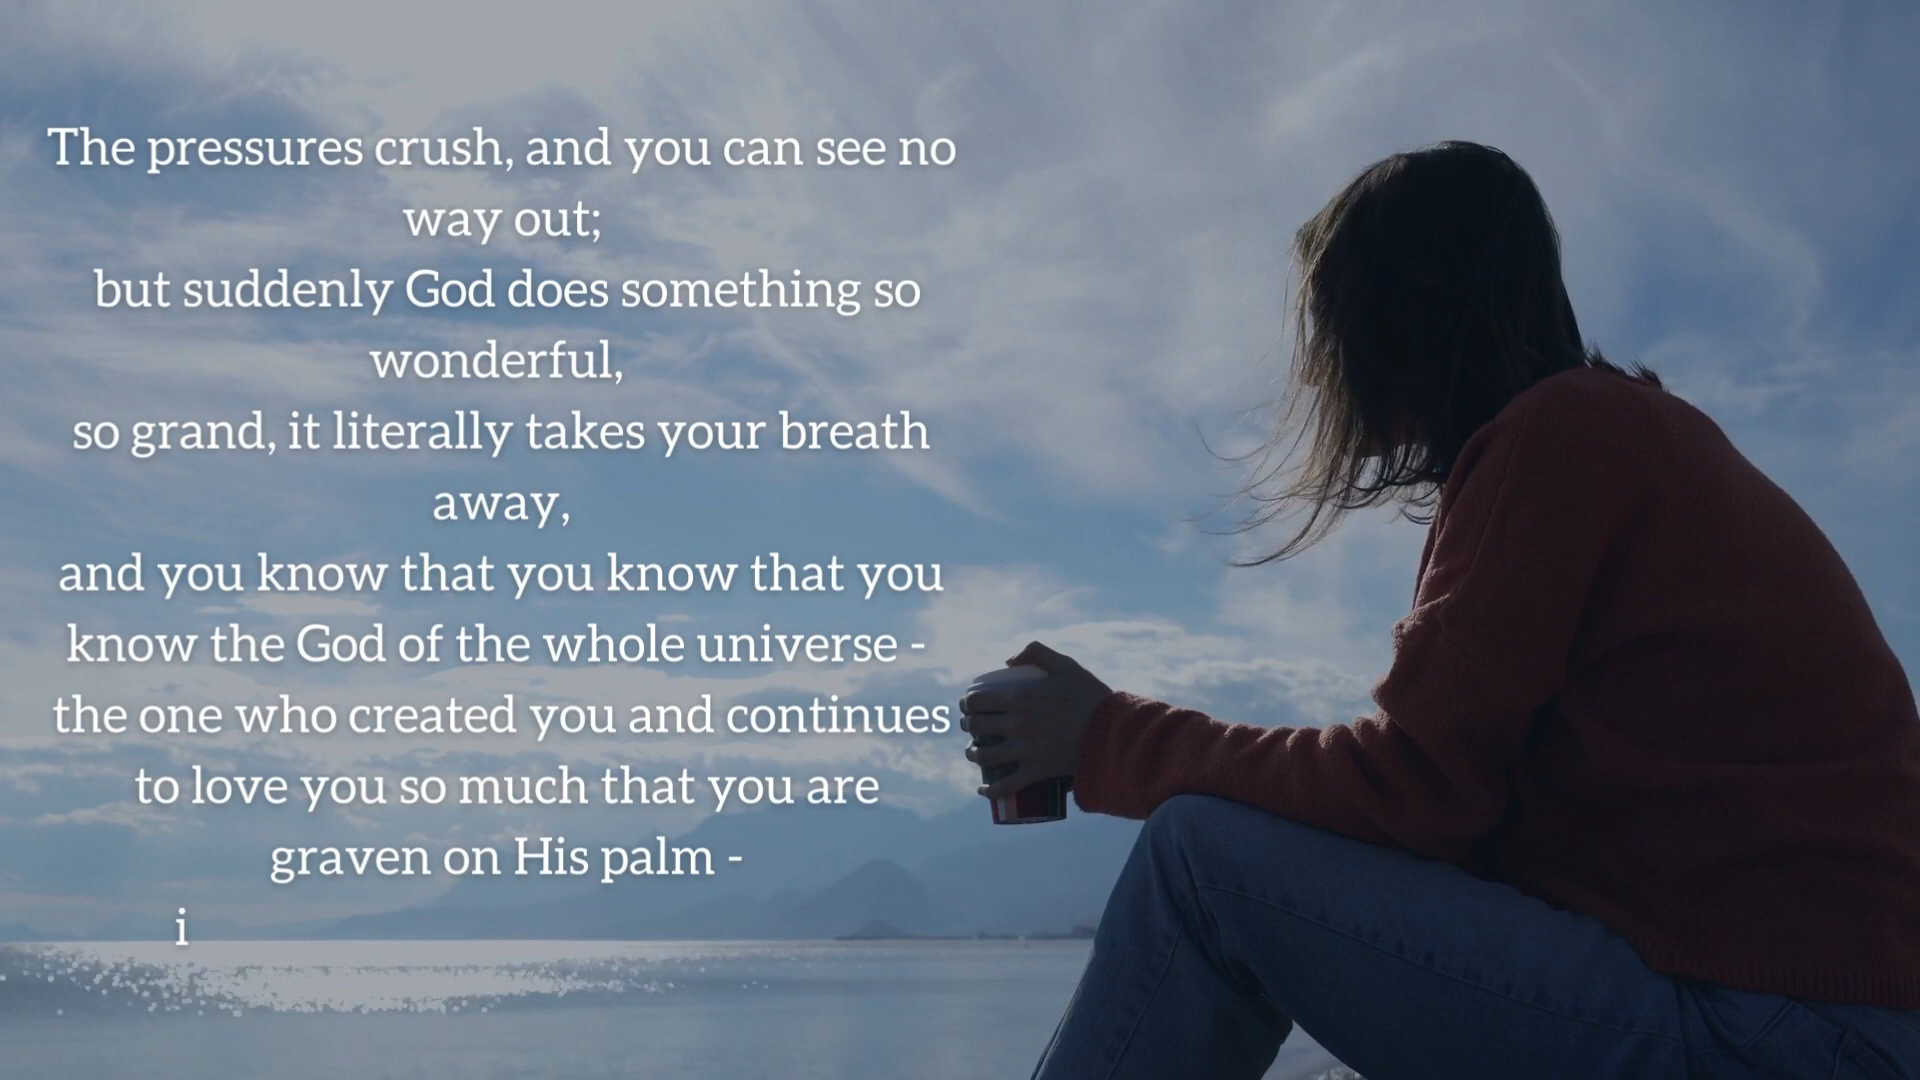 The pressures crush, and you can see no
way out;
but suddenly God does something so
wonderful,
so grand, it literally takes your breath
away,
and you know that you know that you
know the God of the whole universe -
the one who created you and continues
to love you so much that you are
graven on His palm -
i